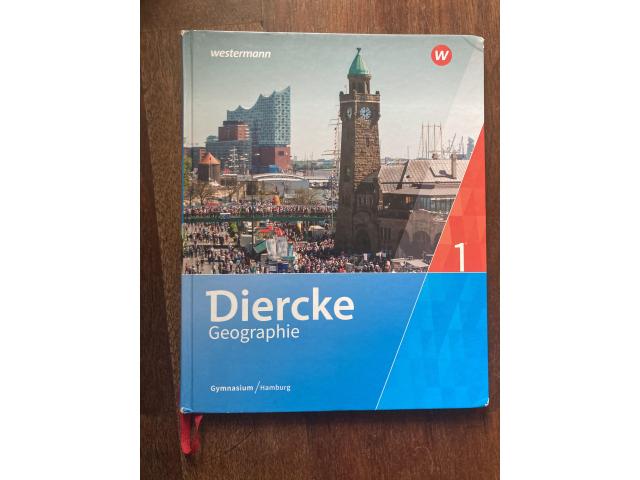 westermann
W
1
Diercke
Geographie
Gymnasium / Hamburg